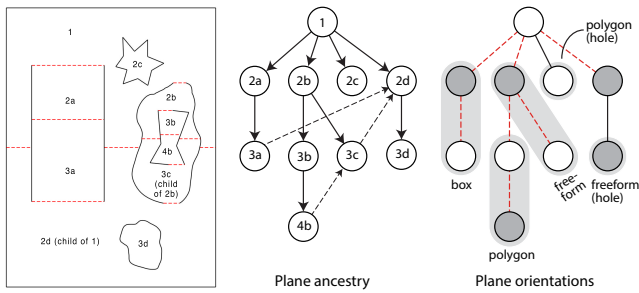 1
2c
2a
2b
3b
4b
3a
3c
(child
of 2b)
2d (child of 1)
3d
1
2a
2b
2c
2d
3a
3b
3c
3d
4b
Plane ancestry
polygon
(hole)
box
free-
form
freeform
(hole)
polygon
Plane orientations